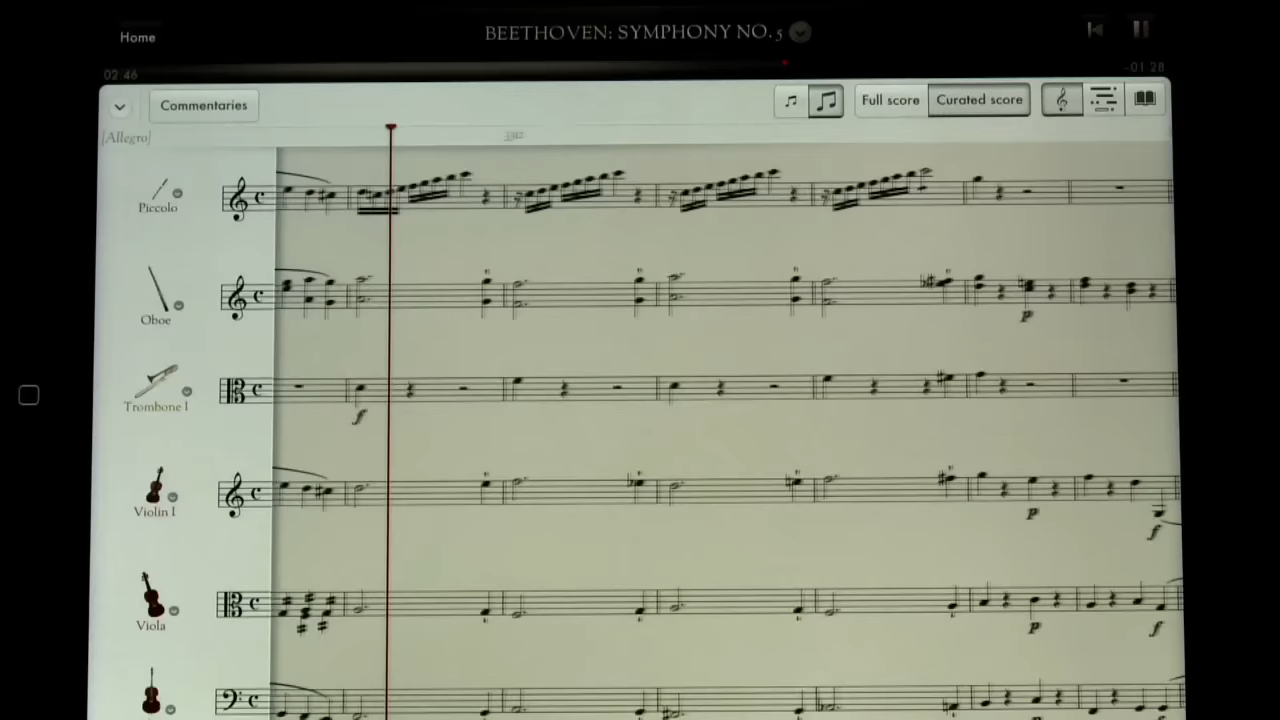 Home
BEETHOVEN: SYMPHONY NO. 5
02:46
-01:28
Commentaries
Full score
Curated score
[Allegro]
Piccolo
Oboe
p
Trombone I
f
Violin I
p
f
Viola
p
f